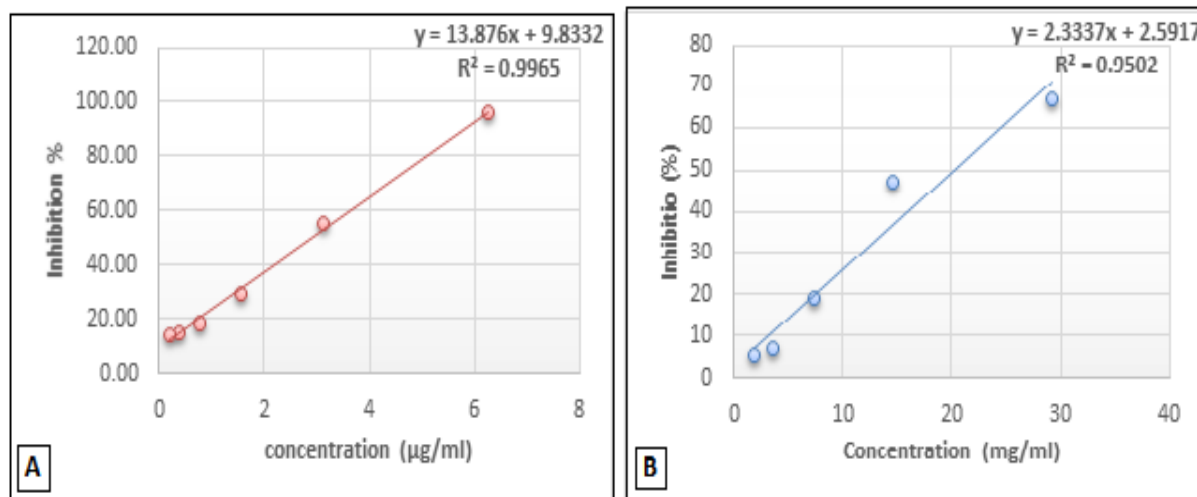 y = 13.876x + 9.8332
R² = 0.9965
120.00
100.00
80.00
60.00
40.00
20.00
0.00
Inhibition %
0 2 4 6 8
concentration (µg/ml)
A
y = 2.3337x + 2.5917
R² = 0.9502
80
70
60
50
40
30
20
10
0
Inhibitio (%)
0 10 20 30 40
Concentration (mg/ml)
B